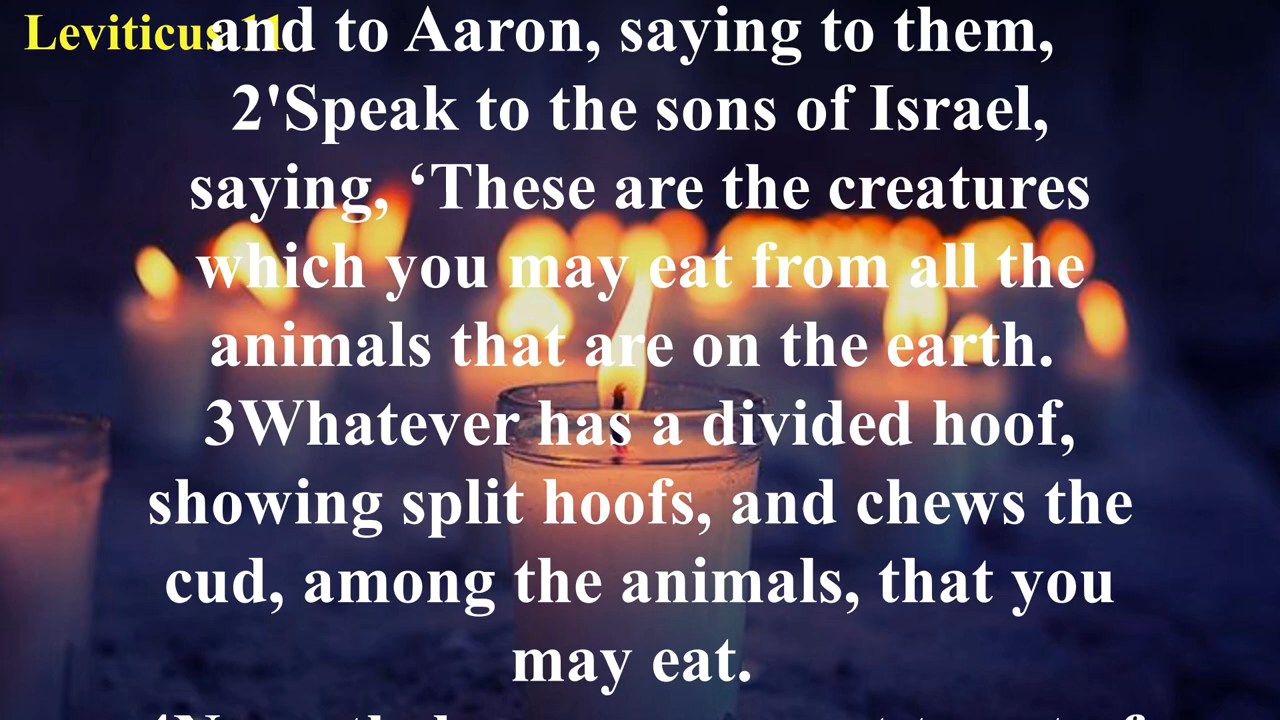 Leviticus 11
and to Aaron, saying to them,
2'Speak to the sons of Israel,
saying, ‘These are the creatures
which you may eat from all the
animals that are on the earth.
3Whatever has a divided hoof,
showing split hoofs, and chews the
cud, among the animals, that you
may eat.